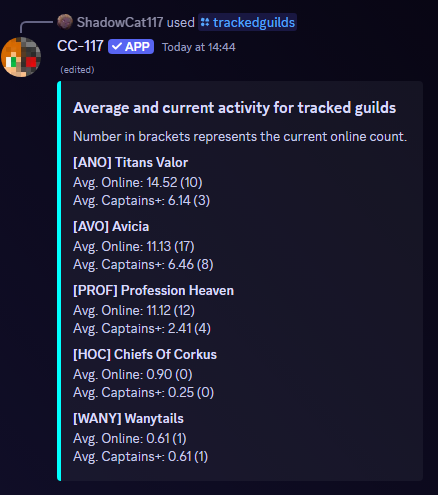 ShadowCat117 used trackedguilds
CC-117 ✓ APP Today at 14:44
(edited)
Average and current activity for tracked guilds
Number in brackets represents the current online count.
[ANO] Titans Valor
Avg. Online: 14.52 (10)
Avg. Captains+: 6.14 (3)
[AVO] Avicia
Avg. Online: 11.13 (17)
Avg. Captains+: 6.46 (8)
[PROF] Profession Heaven
Avg. Online: 11.12 (12)
Avg. Captains+: 2.41 (4)
[HOC] Chiefs Of Corkus
Avg. Online: 0.90 (0)
Avg. Captains+: 0.25 (0)
[WANY] Wanytails
Avg. Online: 0.61 (1)
Avg. Captains+: 0.61 (1)